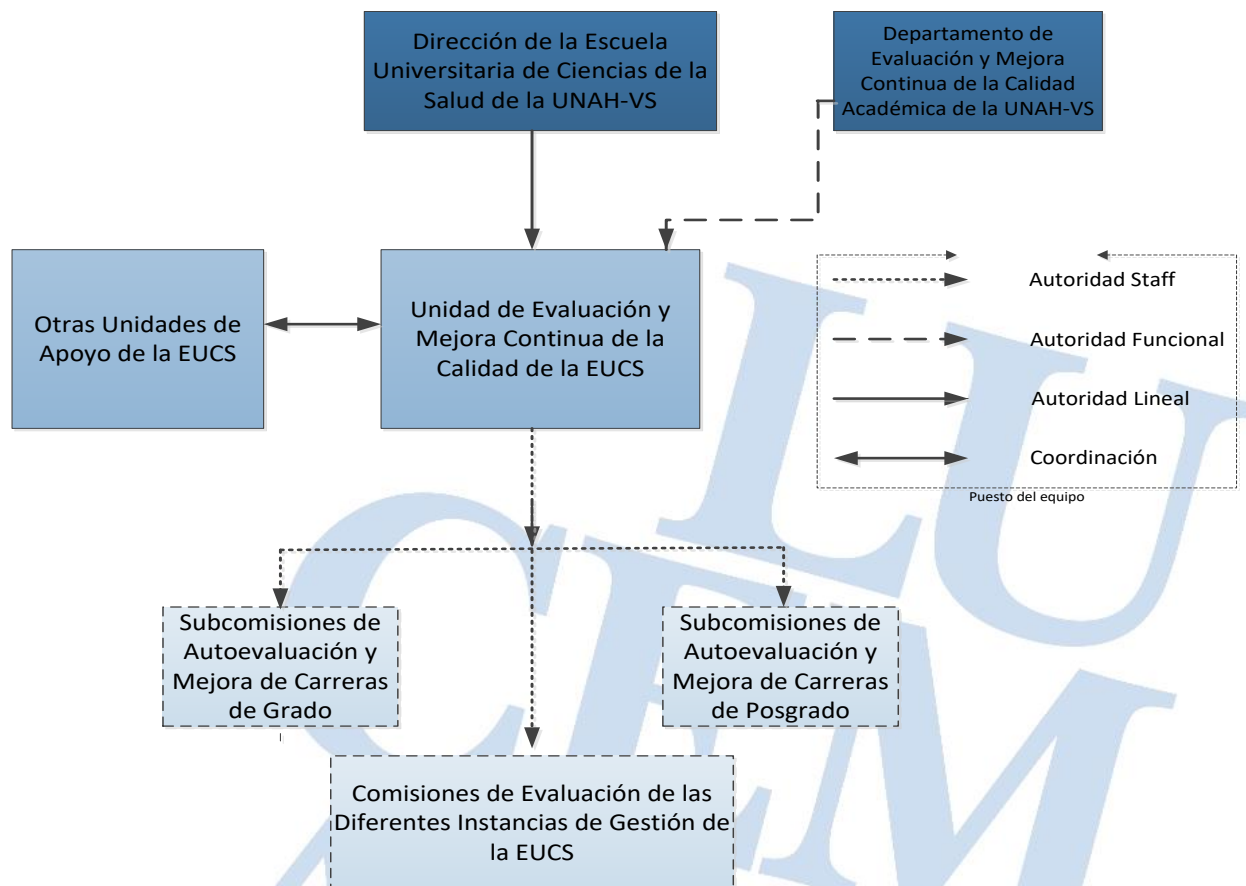 Dirección de la Escuela
Universitaria de Ciencias de la
Salud de la UNAH-VS
Departamento de
Evaluación y Mejora
Continua de la Calidad
Académica de la UNAH-VS
Otras Unidades de
Apoyo de la EUCS
Unidad de Evaluación y
Mejora Continua de la
Calidad de la EUCS
Autoridad Staff
Autoridad Funcional
Autoridad Lineal
Coordinación
Puesto del equipo
Subcomisiones de
Autoevaluación y
Mejora de Carreras
de Grado
Subcomisiones de
Autoevaluación y
Mejora de Carreras
de Posgrado
Comisiones de Evaluación de las
Diferentes Instancias de Gestión de
la EUCS
LU
CEM